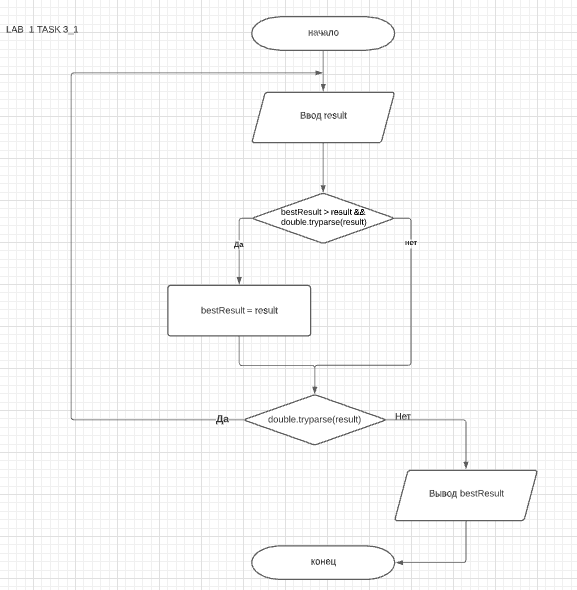 LAB 1 TASK 3_1
начало
Ввод result
bestResult > result &&
double.tryparse(result)
Да
нет
bestResult = result
double.tryparse(result)
Да
Нет
Вывод bestResult
конец